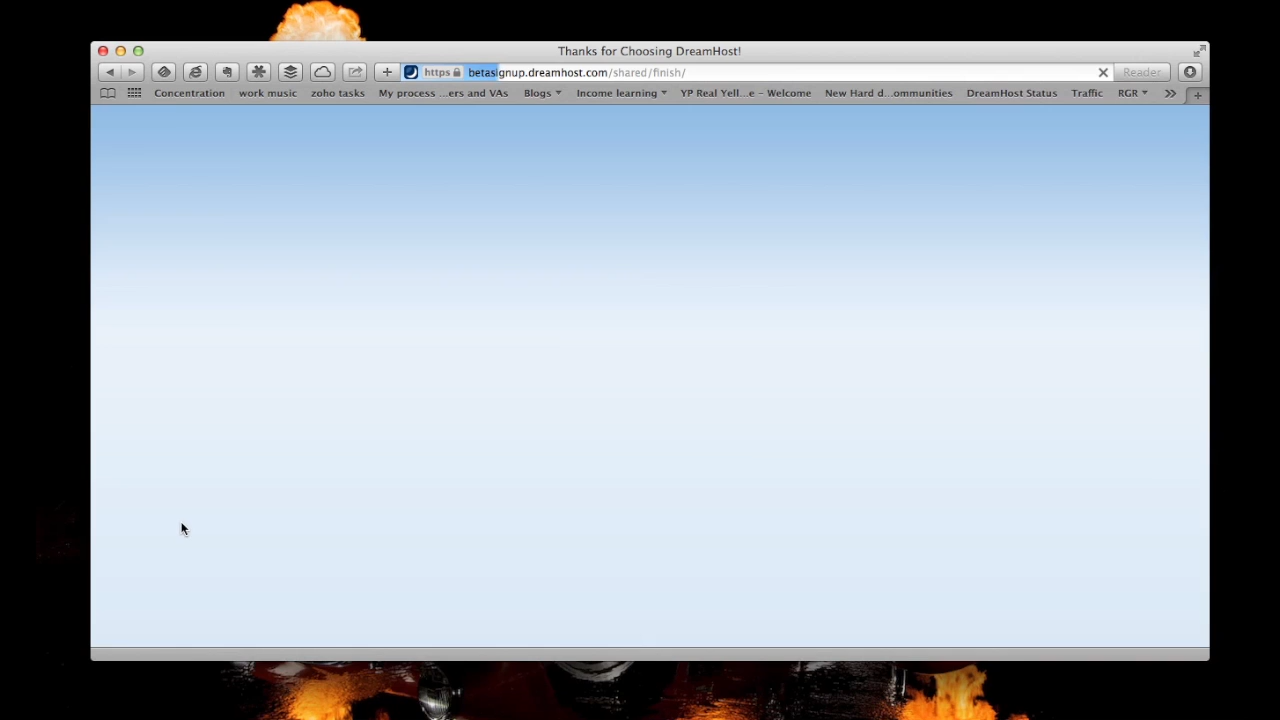 Thanks for Choosing DreamHost!
https betasignup.dreamhost.com/shared/finish/ Reader
Concentration work music zoho tasks My process ...ers and VAs Blogs Income learning YP Real Yell...e – Welcome New Hard d...ommunities DreamHost Status Traffic RGR